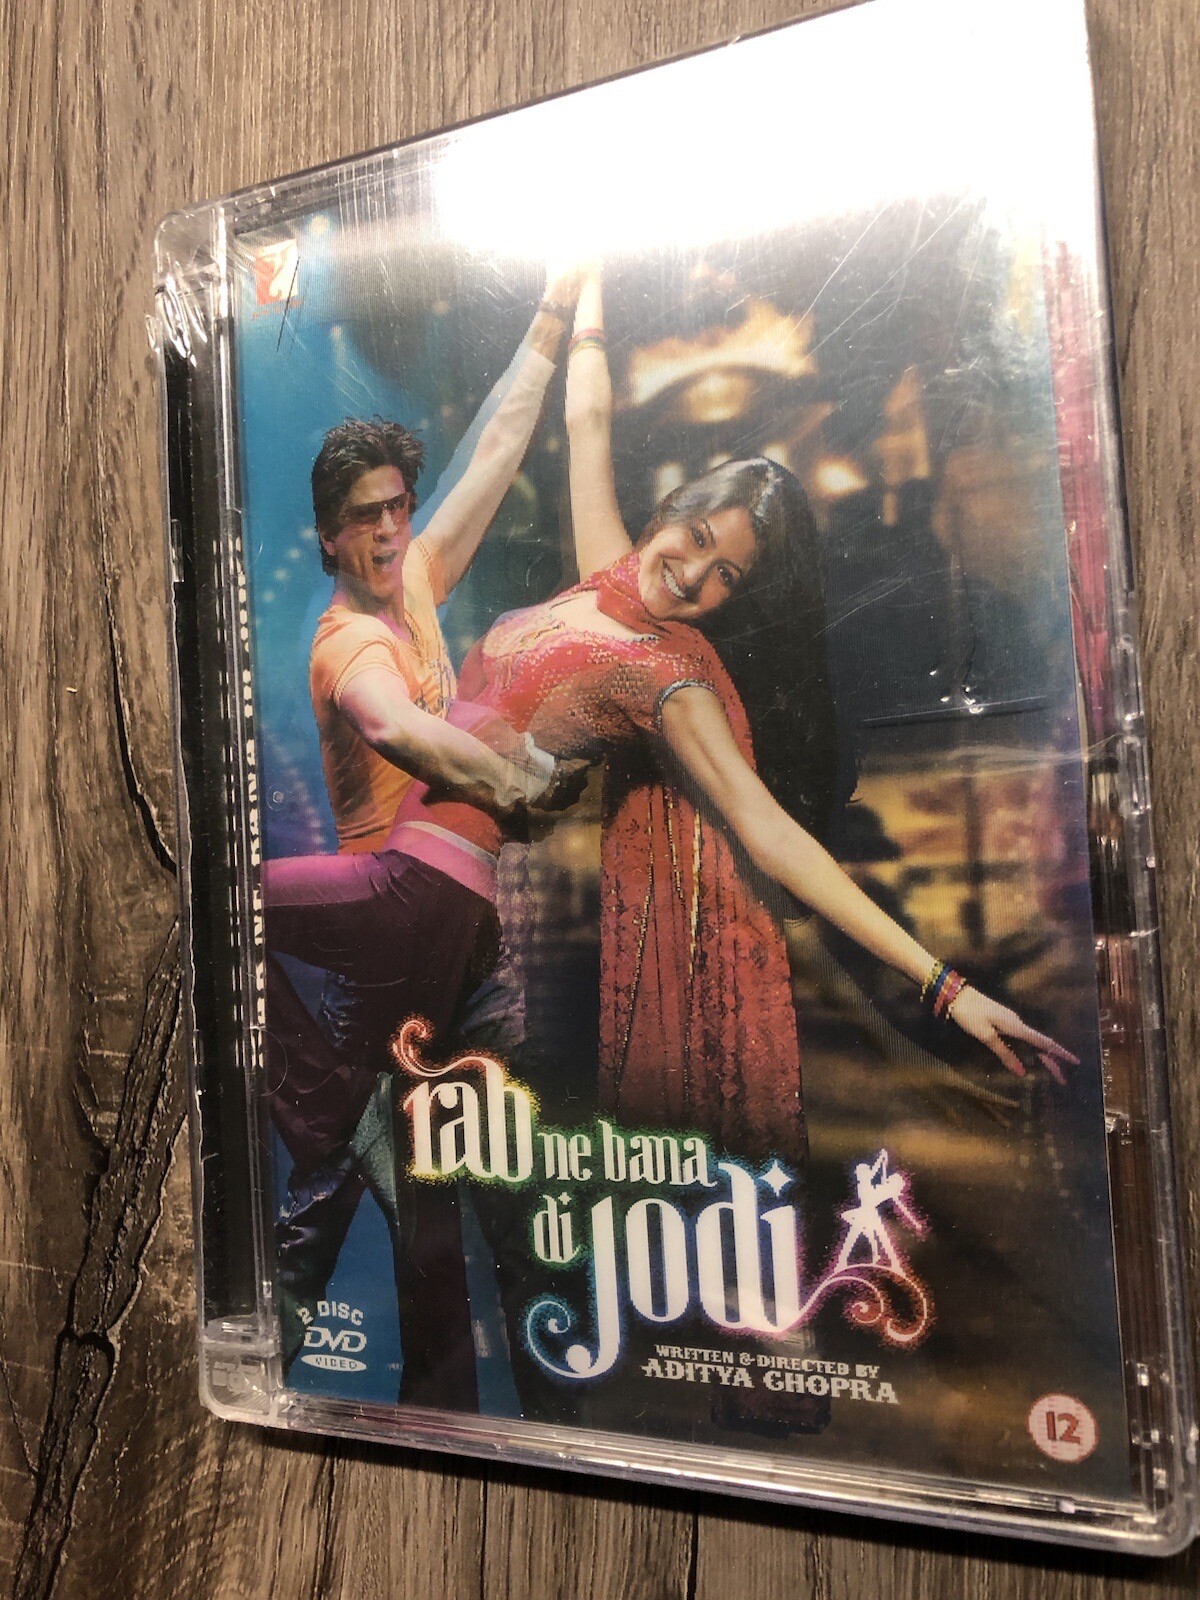 rab ne bana
di Jodi
WRITTEN & DIRECTED BY
ADITYA CHOPRA
2 DISC
DVD
VIDEO
12